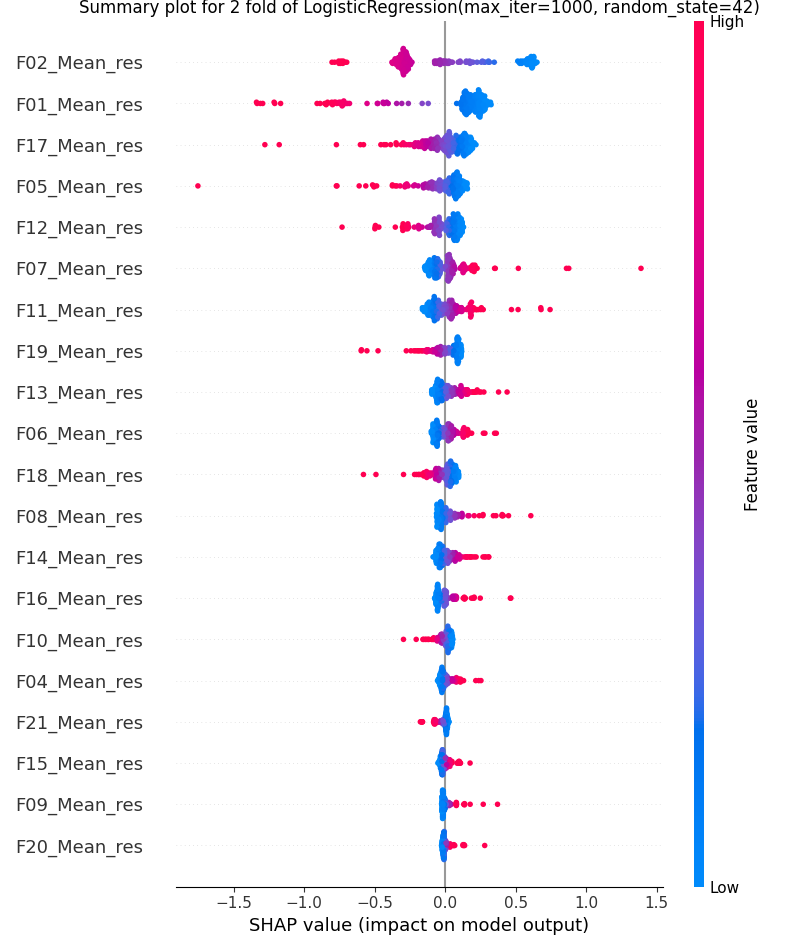 Summary plot for 2 fold of LogisticRegression(max_iter=1000, random_state=42)
High
F02_Mean_res
F01_Mean_res
F17_Mean_res
F05_Mean_res
F12_Mean_res
F07_Mean_res
F11_Mean_res
F19_Mean_res
F13_Mean_res
F06_Mean_res
F18_Mean_res
F08_Mean_res
F14_Mean_res
F16_Mean_res
F10_Mean_res
F04_Mean_res
F21_Mean_res
F15_Mean_res
F09_Mean_res
F20_Mean_res
Feature value
Low
−1.5 −1.0 −0.5 0.0 0.5 1.0 1.5
SHAP value (impact on model output)